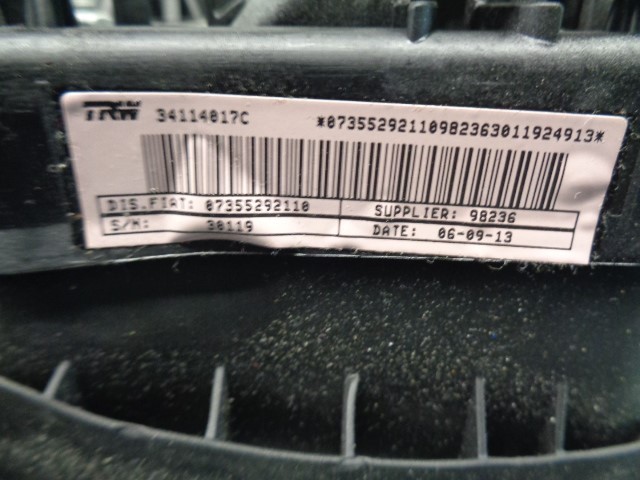 TRW 34114017C *07355292110982363011924913*
DIS.FIAT: 07355292110 SUPPLIER: 98236
S/N: 30119 DATE: 06-09-13